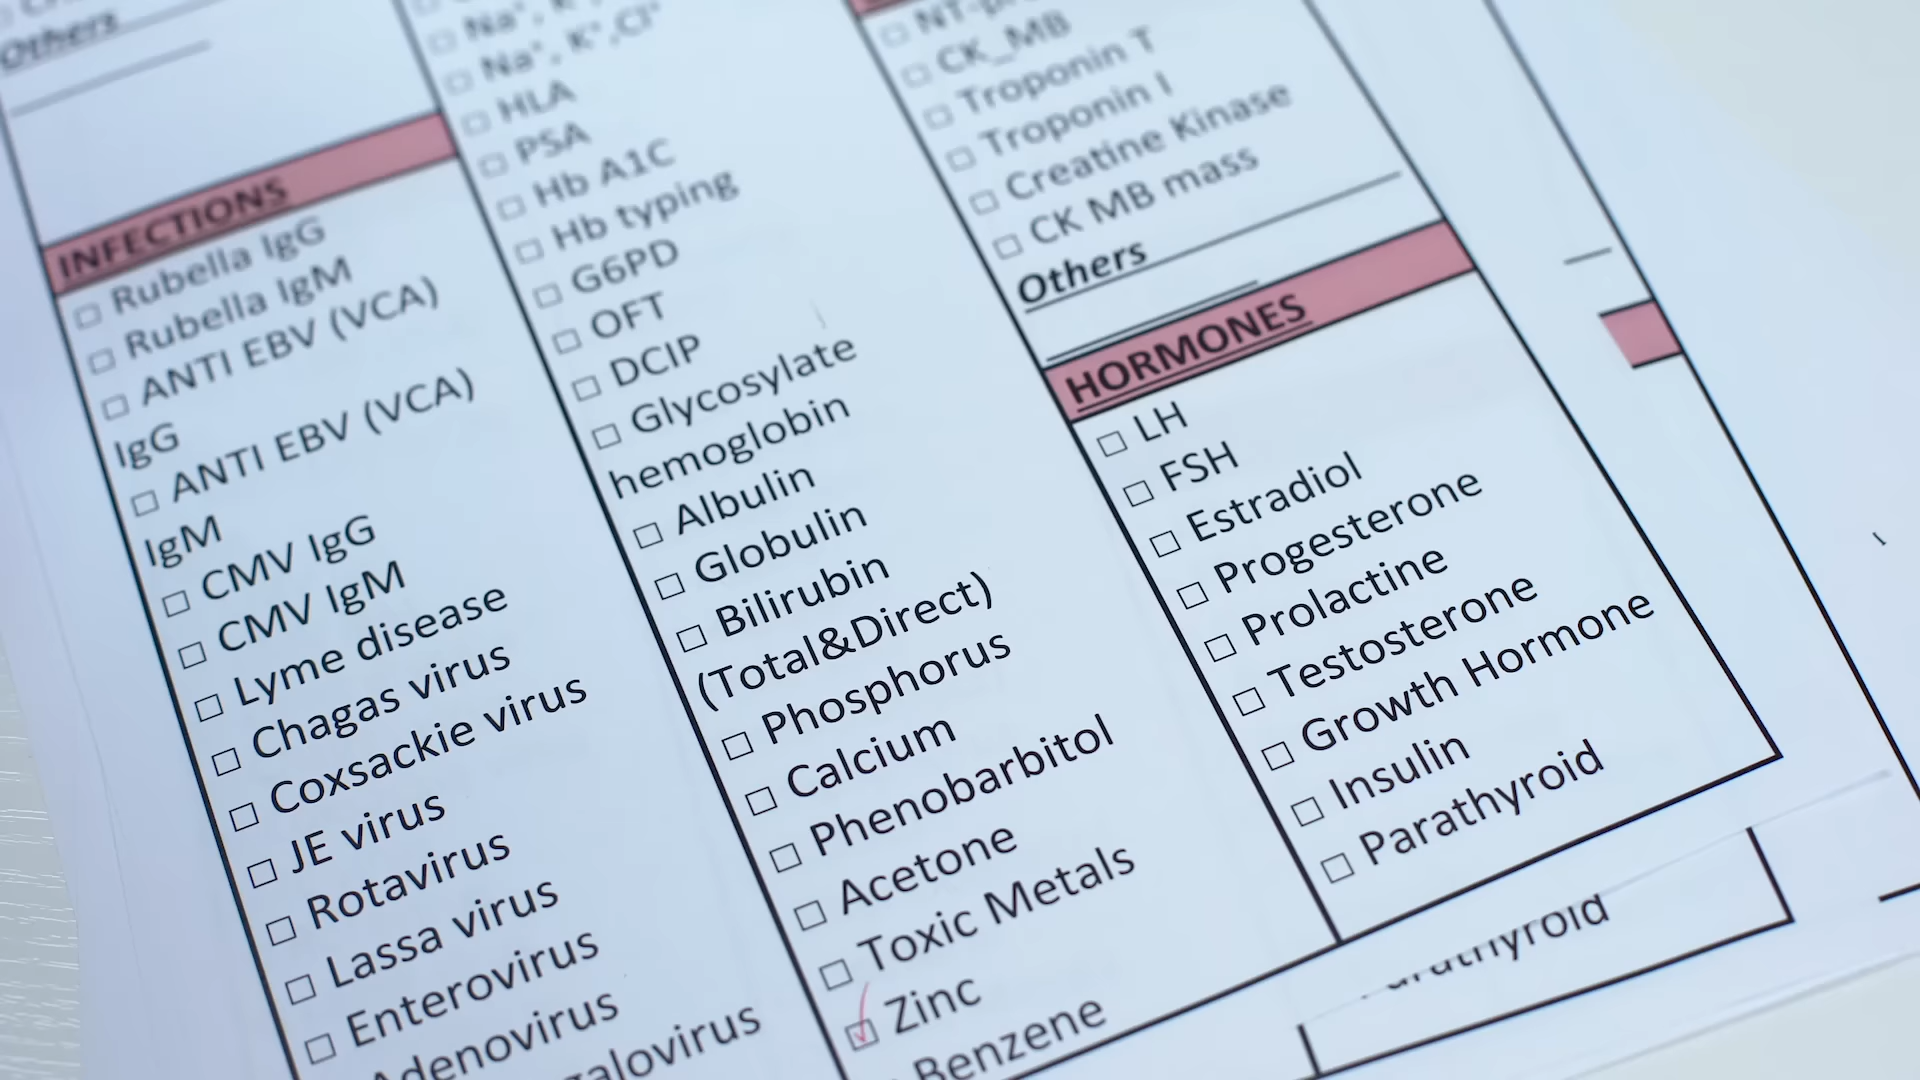 Others
INFECTIONS
☐ Rubella IgG
☐ Rubella IgM
☐ ANTI EBV (VCA)
IgG
☐ ANTI EBV (VCA)
IgM
☐ CMV IgG
☐ CMV IgM
☐ Lyme disease
☐ Chagas virus
☐ Coxsackie virus
☐ JE virus
☐ Rotavirus
☐ Lassa virus
☐ Enterovirus
Adenovirus
☐ Na⁺, K⁺,Cl⁺
☐ HLA
☐ PSA
☐ Hb A1C
☐ Hb typing
☐ G6PD
☐ OFT
☐ DCIP
☐ Glycosylate
hemoglobin
☐ Albulin
☐ Globulin
☐ Bilirubin
(Total&Direct)
☐ Phosphorus
☐ Calcium
☐ Phenobarbitol
☐ Acetone
☐ Toxic Metals
☑ Zinc
Benzene
☐ CK_MB
☐ Troponin T
☐ Troponin I
☐ Creatine Kinase
☐ CK MB mass
Others
HORMONES
☐ LH
☐ FSH
☐ Estradiol
☐ Progesterone
☐ Prolactine
☐ Testosterone
☐ Growth Hormone
☐ Insulin
☐ Parathyroid
Parathyroid